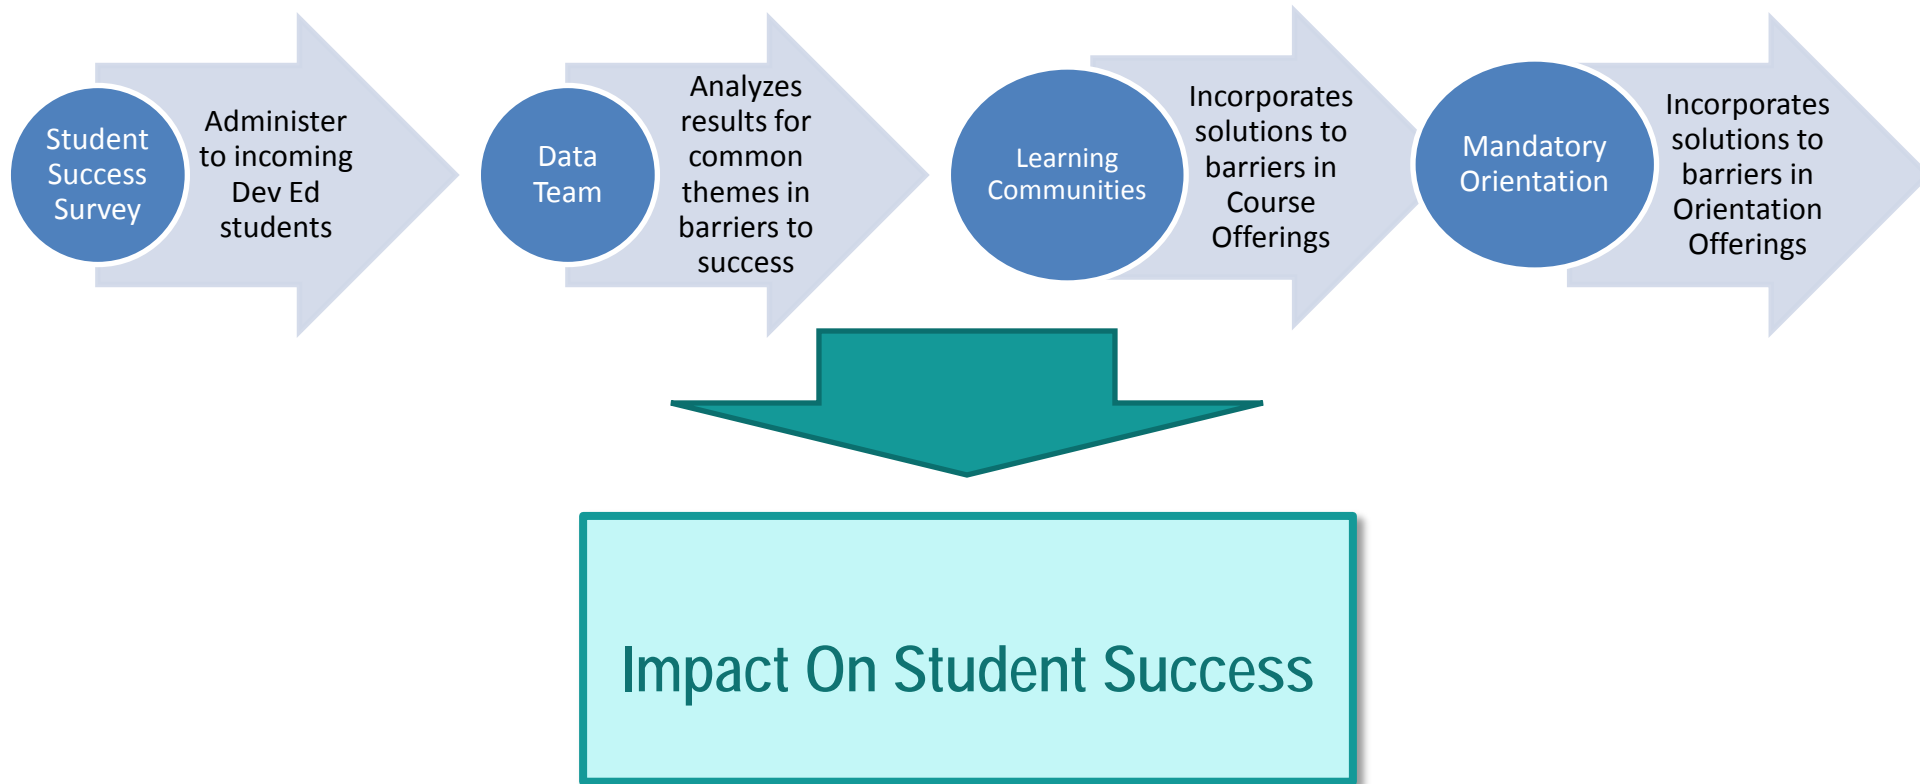 Student
Success
Survey
Administer
to incoming
Dev Ed
students
Data
Team
Analyzes
results for
common
themes in
barriers to
success
Learning
Communities
Incorporates
solutions to
barriers in
Course
Offerings
Mandatory
Orientation
Incorporates
solutions to
barriers in
Orientation
Offerings
Impact On Student Success